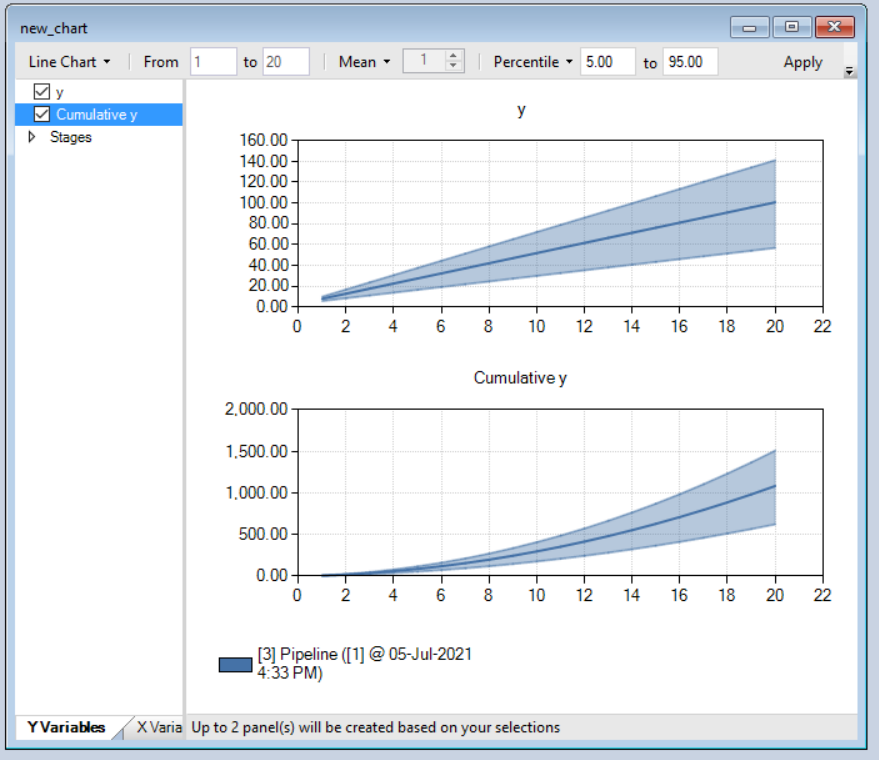 new_chart
Line Chart From 1 to 20 Mean 1 Percentile 5.00 to 95.00 Apply
y
Cumulative y
Stages
y
160.00
140.00
120.00
100.00
80.00
60.00
40.00
20.00
0.00
0 2 4 6 8 10 12 14 16 18 20 22
Cumulative y
2,000.00
1,500.00
1,000.00
500.00
0.00
0 2 4 6 8 10 12 14 16 18 20 22
[3] Pipeline ([1] @ 05-Jul-2021
4:33 PM)
Y Variables X Varia Up to 2 panel(s) will be created based on your selections